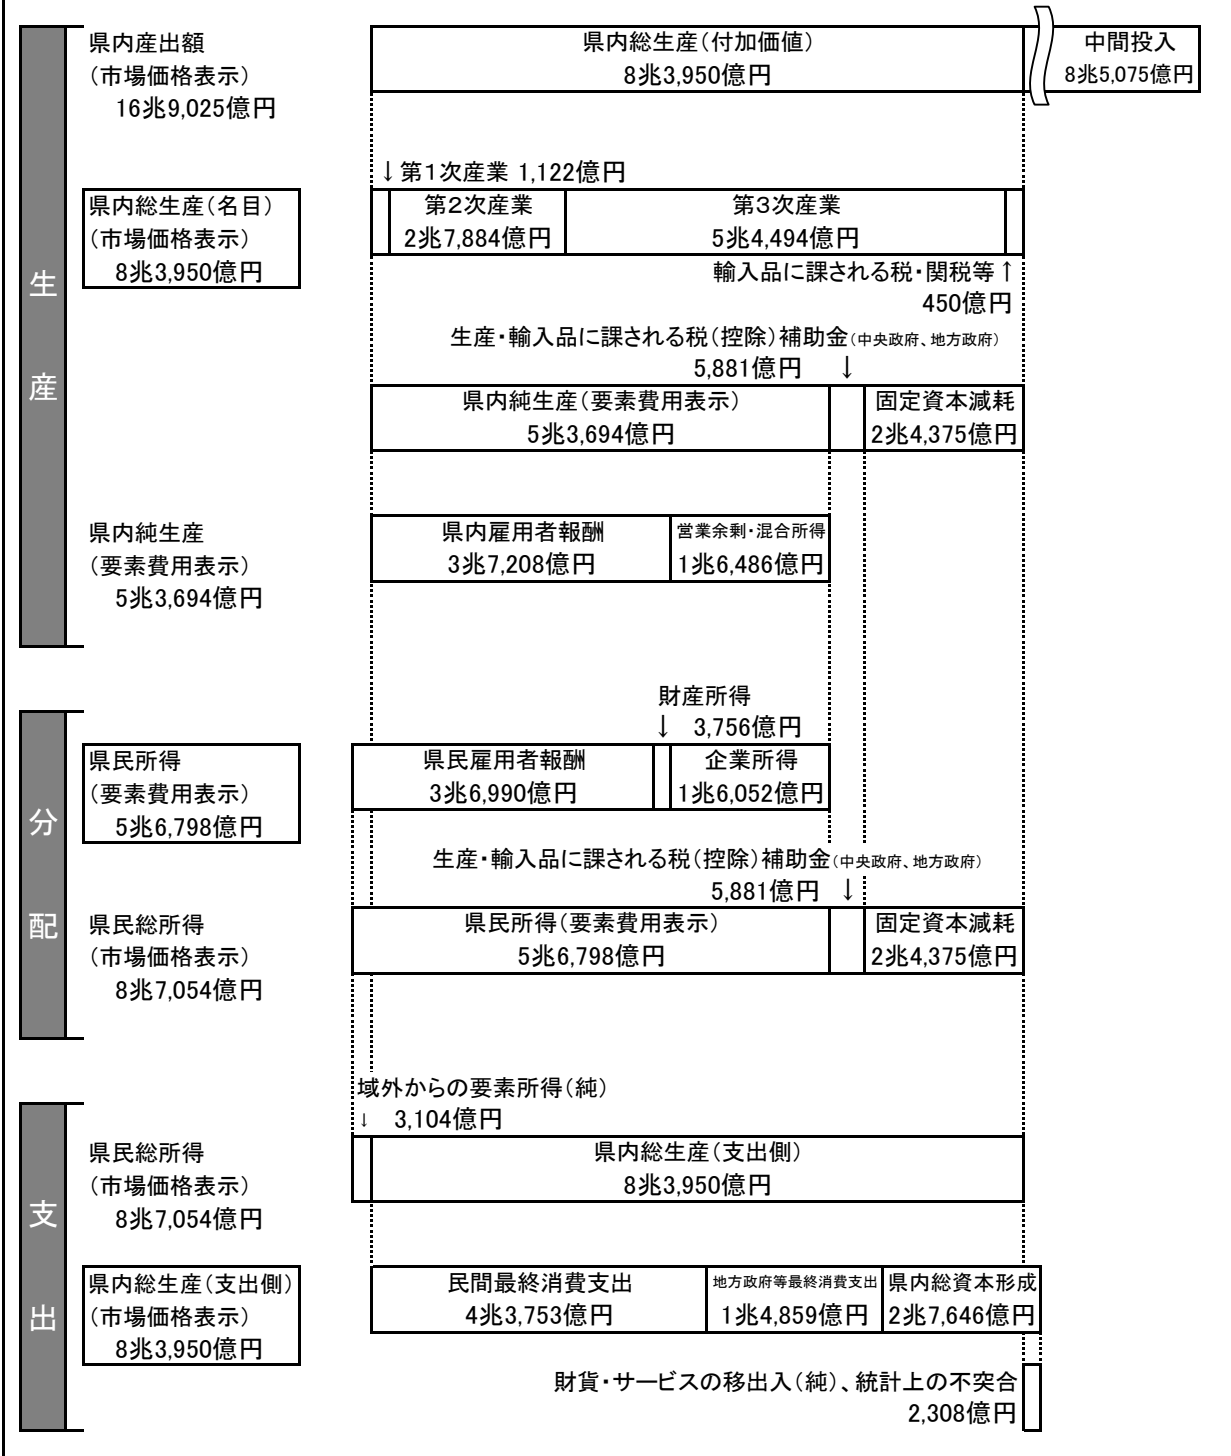 県内産出額
(市場価格表示)
16兆9,025億円
県内総生産(付加価値)
8兆3,950億円
中間投入
8兆5,075億円
↓第1次産業 1,122億円
県内総生産(名目)
(市場価格表示)
8兆3,950億円
第2次産業
2兆7,884億円
第3次産業
5兆4,494億円
輸入品に課される税・関税等↑
450億円
生産・輸入品に課される税(控除)補助金(中央政府、地方政府)
5,881億円 ↓
県内純生産(要素費用表示)
5兆3,694億円
固定資本減耗
2兆4,375億円
県内純生産
(要素費用表示)
5兆3,694億円
県内雇用者報酬
3兆7,208億円
営業余剰・混合所得
1兆6,486億円
生
産
財産所得
↓ 3,756億円
県民所得
(要素費用表示)
5兆6,798億円
県民雇用者報酬
3兆6,990億円
企業所得
1兆6,052億円
生産・輸入品に課される税(控除)補助金(中央政府、地方政府)
5,881億円 ↓
県民総所得
(市場価格表示)
8兆7,054億円
県民所得(要素費用表示)
5兆6,798億円
固定資本減耗
2兆4,375億円
分
配
域外からの要素所得(純)
↓ 3,104億円
県民総所得
(市場価格表示)
8兆7,054億円
県内総生産(支出側)
8兆3,950億円
県内総生産(支出側)
(市場価格表示)
8兆3,950億円
民間最終消費支出
4兆3,753億円
地方政府等最終消費支出
1兆4,859億円
県内総資本形成
2兆7,646億円
財貨・サービスの移出入(純)、統計上の不突合
2,308億円
支
出